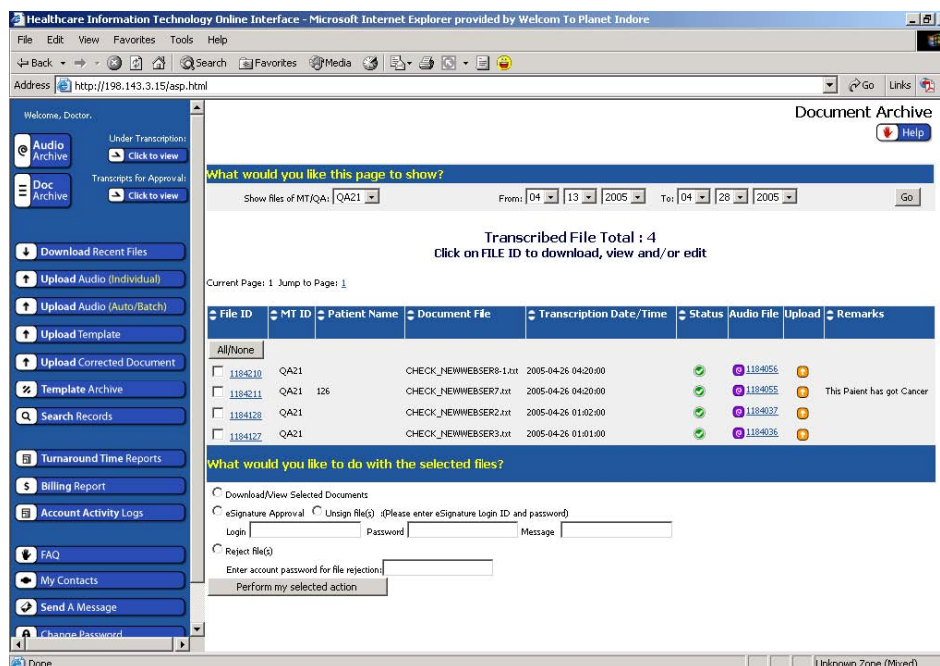 Healthcare Information Technology Online Interface - Microsoft Internet Explorer provided by Welcom To Planet Indore
File Edit View Favorites Tools Help
Back Search Favorites Media
Address http://198.143.3.15/asp.html Go Links
Welcome, Doctor.
Document Archive
Help
Audio Archive
Under Transcription:
Click to view
Doc Archive
Transcripts for Approval:
Click to view
What would you like this page to show?
Show files of MT/QA: QA21 From: 04 13 2005 To: 04 28 2005 Go
Transcribed File Total : 4
Click on FILE ID to download, view and/or edit
Current Page: 1 Jump to Page: 1
File ID MT ID Patient Name Document File Transcription Date/Time Status Audio File Upload Remarks
All/None
1184210 QA21 CHECK_NEWWEBSER8-1.txt 2005-04-26 04:20:00 1184056
1184211 QA21 126 CHECK_NEWWEBSER7.txt 2005-04-26 04:20:00 1184055 This Paient has got Cancer
1184128 QA21 CHECK_NEWWEBSER2.txt 2005-04-26 01:02:00 1184037
1184127 QA21 CHECK_NEWWEBSER3.txt 2005-04-26 01:01:00 1184036
What would you like to do with the selected files?
Download/View Selected Documents
eSignature Approval Unsign file(s) :(Please enter eSignature Login ID and password)
Login Password Message
Reject file(s)
Enter account password for file rejection:
Perform my selected action
Download Recent Files
Upload Audio (Individual)
Upload Audio (Auto/Batch)
Upload Template
Upload Corrected Document
Template Archive
Search Records
Turnaround Time Reports
Billing Report
Account Activity Logs
FAQ
My Contacts
Send A Message
Change Password
Done Unknown Zone (Mixed)